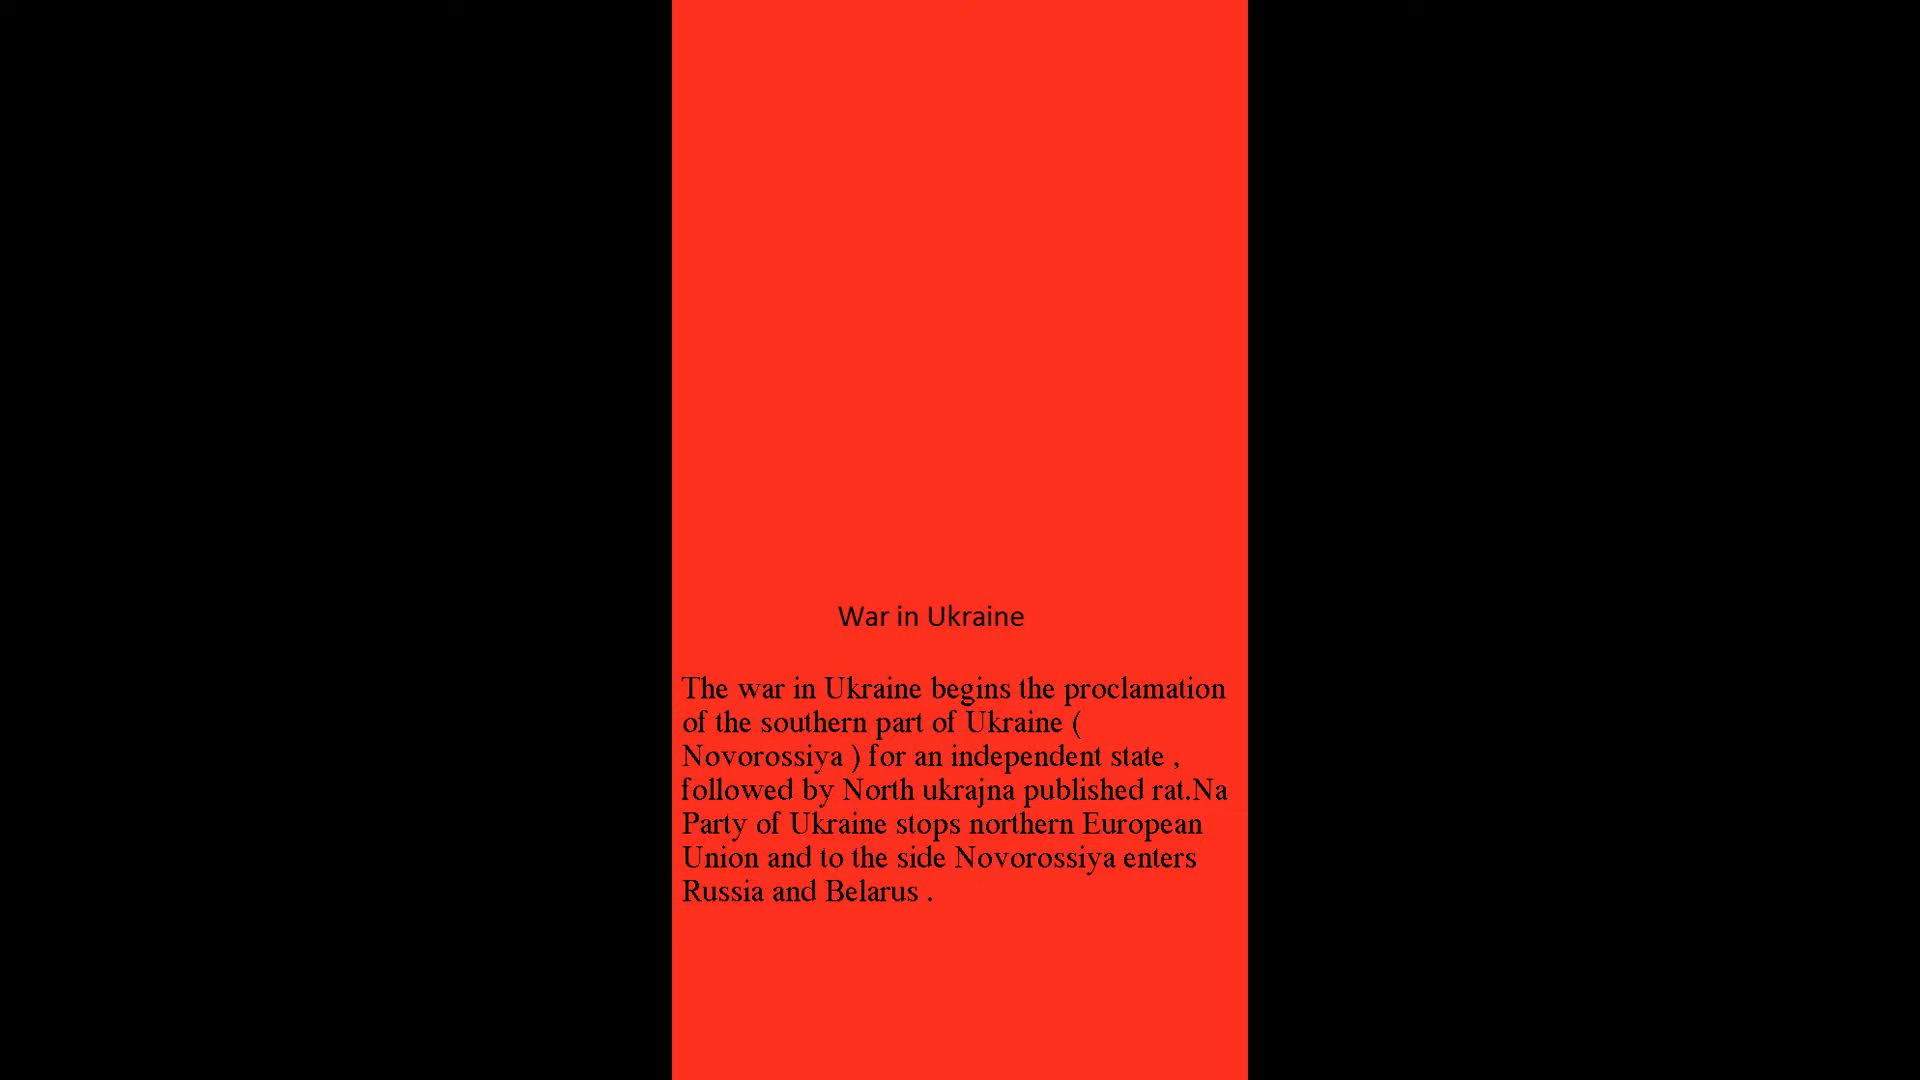 War in Ukraine
The war in Ukraine begins the proclamation
of the southern part of Ukraine (
Novorossiya ) for an independent state ,
followed by North ukrajna published rat.Na
Party of Ukraine stops northern European
Union and to the side Novorossiya enters
Russia and Belarus .